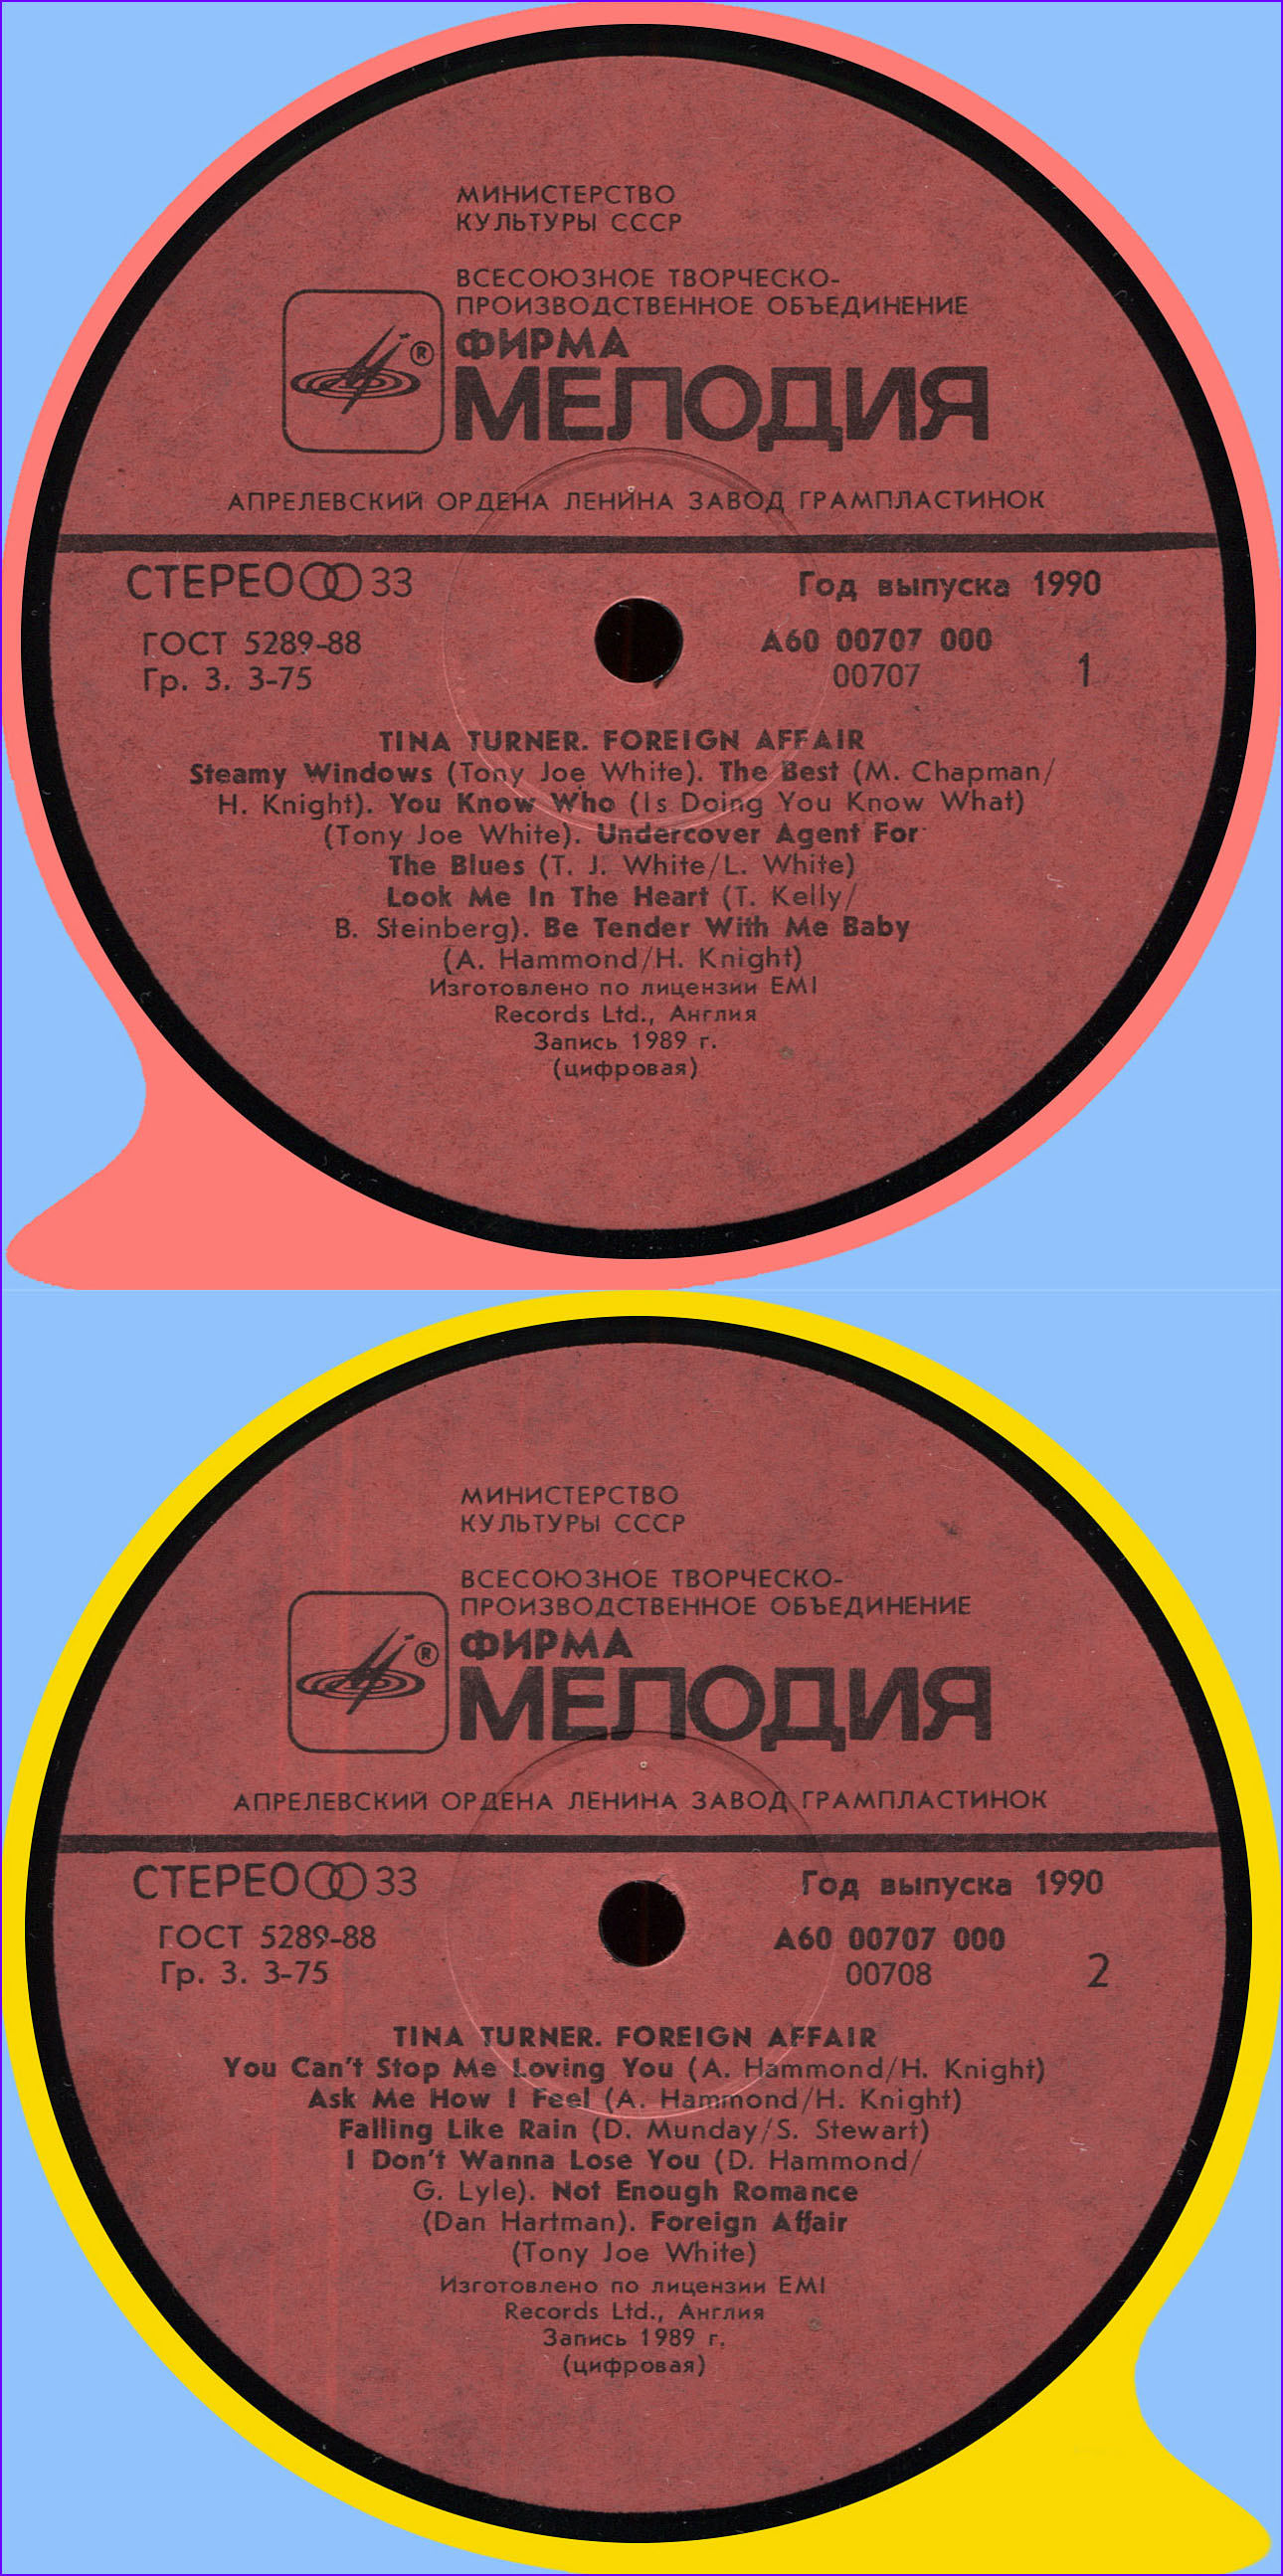 МИНИСТЕРСТВО
КУЛЬТУРЫ СССР
ВСЕСОЮЗНОЕ ТВОРЧЕСКО-
ПРОИЗВОДСТВЕННОЕ ОБЪЕДИНЕНИЕ
ФИРМА
®
МЕЛОДИЯ
АПРЕЛЕВСКИЙ ОРДЕНА ЛЕНИНА ЗАВОД ГРАМПЛАСТИНОК
СТЕРЕО 33
Год выпуска 1990
ГОСТ 5289-88
А60 00707 000
Гр. 3. 3-75
00707
1
TINA TURNER. FOREIGN AFFAIR
Steamy Windows (Tony Joe White). The Best (M. Chapman/
H. Knight). You Know Who (Is Doing You Know What)
(Tony Joe White). Undercover Agent For
The Blues (T. J. White/L. White)
Look Me In The Heart (T. Kelly/
B. Steinberg). Be Tender With Me Baby
(A. Hammond/H. Knight)
Изготовлено по лицензии EMI
Records Ltd., Англия
Запись 1989 г.
(цифровая)
МИНИСТЕРСТВО
КУЛЬТУРЫ СССР
ВСЕСОЮЗНОЕ ТВОРЧЕСКО-
ПРОИЗВОДСТВЕННОЕ ОБЪЕДИНЕНИЕ
ФИРМА
®
МЕЛОДИЯ
АПРЕЛЕВСКИЙ ОРДЕНА ЛЕНИНА ЗАВОД ГРАМПЛАСТИНОК
СТЕРЕО 33
Год выпуска 1990
ГОСТ 5289-88
А60 00707 000
Гр. 3. 3-75
00708
2
TINA TURNER. FOREIGN AFFAIR
You Can't Stop Me Loving You (A. Hammond/H. Knight)
Ask Me How I Feel (A. Hammond/H. Knight)
Falling Like Rain (D. Munday/S. Stewart)
I Don't Wanna Lose You (D. Hammond/
G. Lyle). Not Enough Romance
(Dan Hartman). Foreign Affair
(Tony Joe White)
Изготовлено по лицензии EMI
Records Ltd., Англия
Запись 1989 г.
(цифровая)